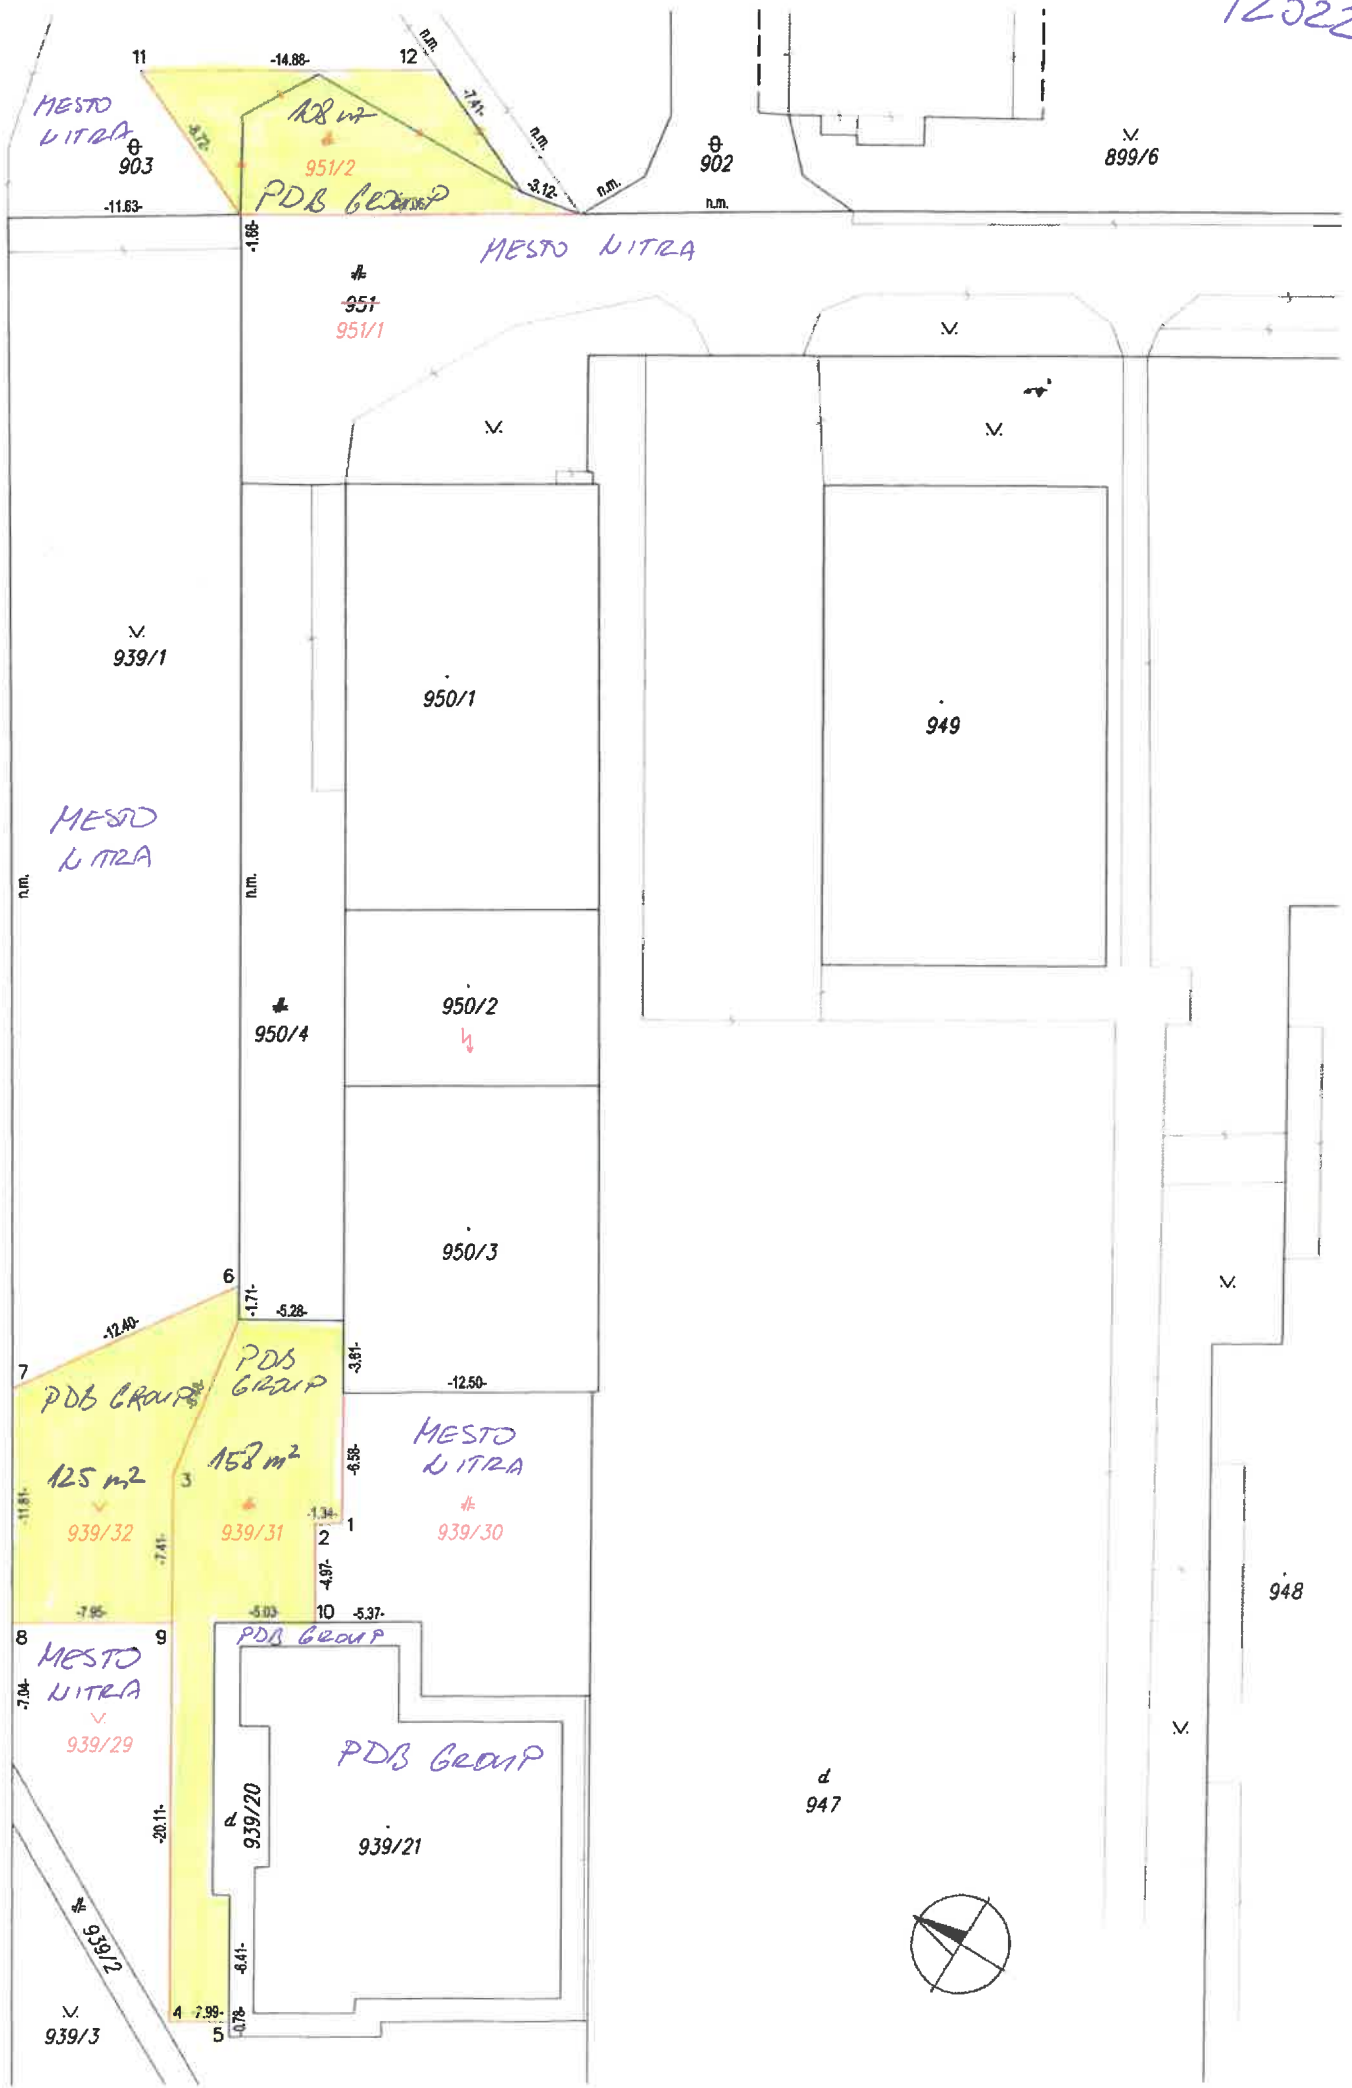 11
-14.88-
12
n.m.
MESTO
NITRA
903
-8.72-
128 m²
951/2
-7.41-
n.m.
902
899/6
-11.63-
PDB GROUP
-3.12-
n.m.
n.m.
-1.68-
MESTO NITRA
951
951/1
939/1
950/1
949
MESTO
NITRA
n.m.
n.m.
950/4
950/2
950/3
6
-1.71-
-5.28-
-12.40-
7
-3.61-
-12.50-
PDB GROUP
PDB
GROUP
MESTO
NITRA
-6.58-
125 m²
158 m²
3
-11.81-
939/32
-7.41-
939/31
-1.34-
1
2
939/30
-4.97-
948
-7.95-
-5.03-
10
-5.37-
8
9
PDB GROUP
MESTO
NITRA
-7.04-
939/29
PDB GROUP
-20.11-
d
939/20
939/21
d
947
939/2
-6.41-
4
-7.99-
5
-0.78-
939/3